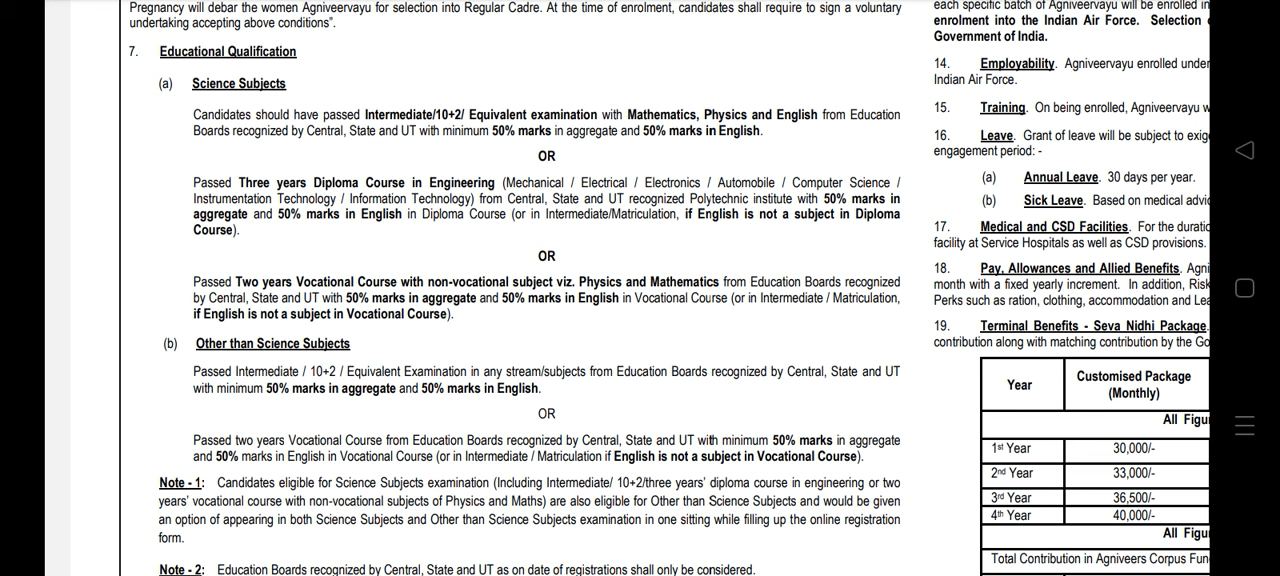 Pregnancy will debar the women Agniveervayu for selection into Regular Cadre. At the time of enrolment, candidates shall require to sign a voluntary
undertaking accepting above conditions".
7. Educational Qualification
(a) Science Subjects
Candidates should have passed Intermediate/10+2/ Equivalent examination with Mathematics, Physics and English from Education
Boards recognized by Central, State and UT with minimum 50% marks in aggregate and 50% marks in English.
OR
Passed Three years Diploma Course in Engineering (Mechanical / Electrical / Electronics / Automobile / Computer Science /
Instrumentation Technology / Information Technology) from Central, State and UT recognized Polytechnic institute with 50% marks in
aggregate and 50% marks in English in Diploma Course (or in Intermediate/Matriculation, if English is not a subject in Diploma
Course).
OR
Passed Two years Vocational Course with non-vocational subject viz. Physics and Mathematics from Education Boards recognized
by Central, State and UT with 50% marks in aggregate and 50% marks in English in Vocational Course (or in Intermediate / Matriculation,
if English is not a subject in Vocational Course).
(b) Other than Science Subjects
Passed Intermediate / 10+2 / Equivalent Examination in any stream/subjects from Education Boards recognized by Central, State and UT
with minimum 50% marks in aggregate and 50% marks in English.
OR
Passed two years Vocational Course from Education Boards recognized by Central, State and UT with minimum 50% marks in aggregate
and 50% marks in English in Vocational Course (or in Intermediate / Matriculation if English is not a subject in Vocational Course).
Note - 1: Candidates eligible for Science Subjects examination (Including Intermediate/ 10+2/three years' diploma course in engineering or two
years' vocational course with non-vocational subjects of Physics and Maths) are also eligible for Other than Science Subjects and would be given
an option of appearing in both Science Subjects and Other than Science Subjects examination in one sitting while filling up the online registration
form.
Note - 2: Education Boards recognized by Central, State and UT as on date of registrations shall only be considered.
each specific batch of Agniveervayu will be enrolled in
enrolment into the Indian Air Force. Selection
Government of India.
14. Employability. Agniveervayu enrolled under
Indian Air Force.
15. Training. On being enrolled, Agniveervayu w
16. Leave. Grant of leave will be subject to exig
engagement period: -
(a) Annual Leave. 30 days per year.
(b) Sick Leave. Based on medical advic
17. Medical and CSD Facilities. For the duratic
facility at Service Hospitals as well as CSD provisions.
18. Pay, Allowances and Allied Benefits. Agni
month with a fixed yearly increment. In addition, Risk
Perks such as ration, clothing, accommodation and Lea
19. Terminal Benefits - Seva Nidhi Package.
contribution along with matching contribution by the Go
Year Customised Package
(Monthly)
All Figu
1st Year 30,000/-
2nd Year 33,000/-
3rd Year 36,500/-
4th Year 40,000/-
All Figu
Total Contribution in Agniveers Corpus Fun